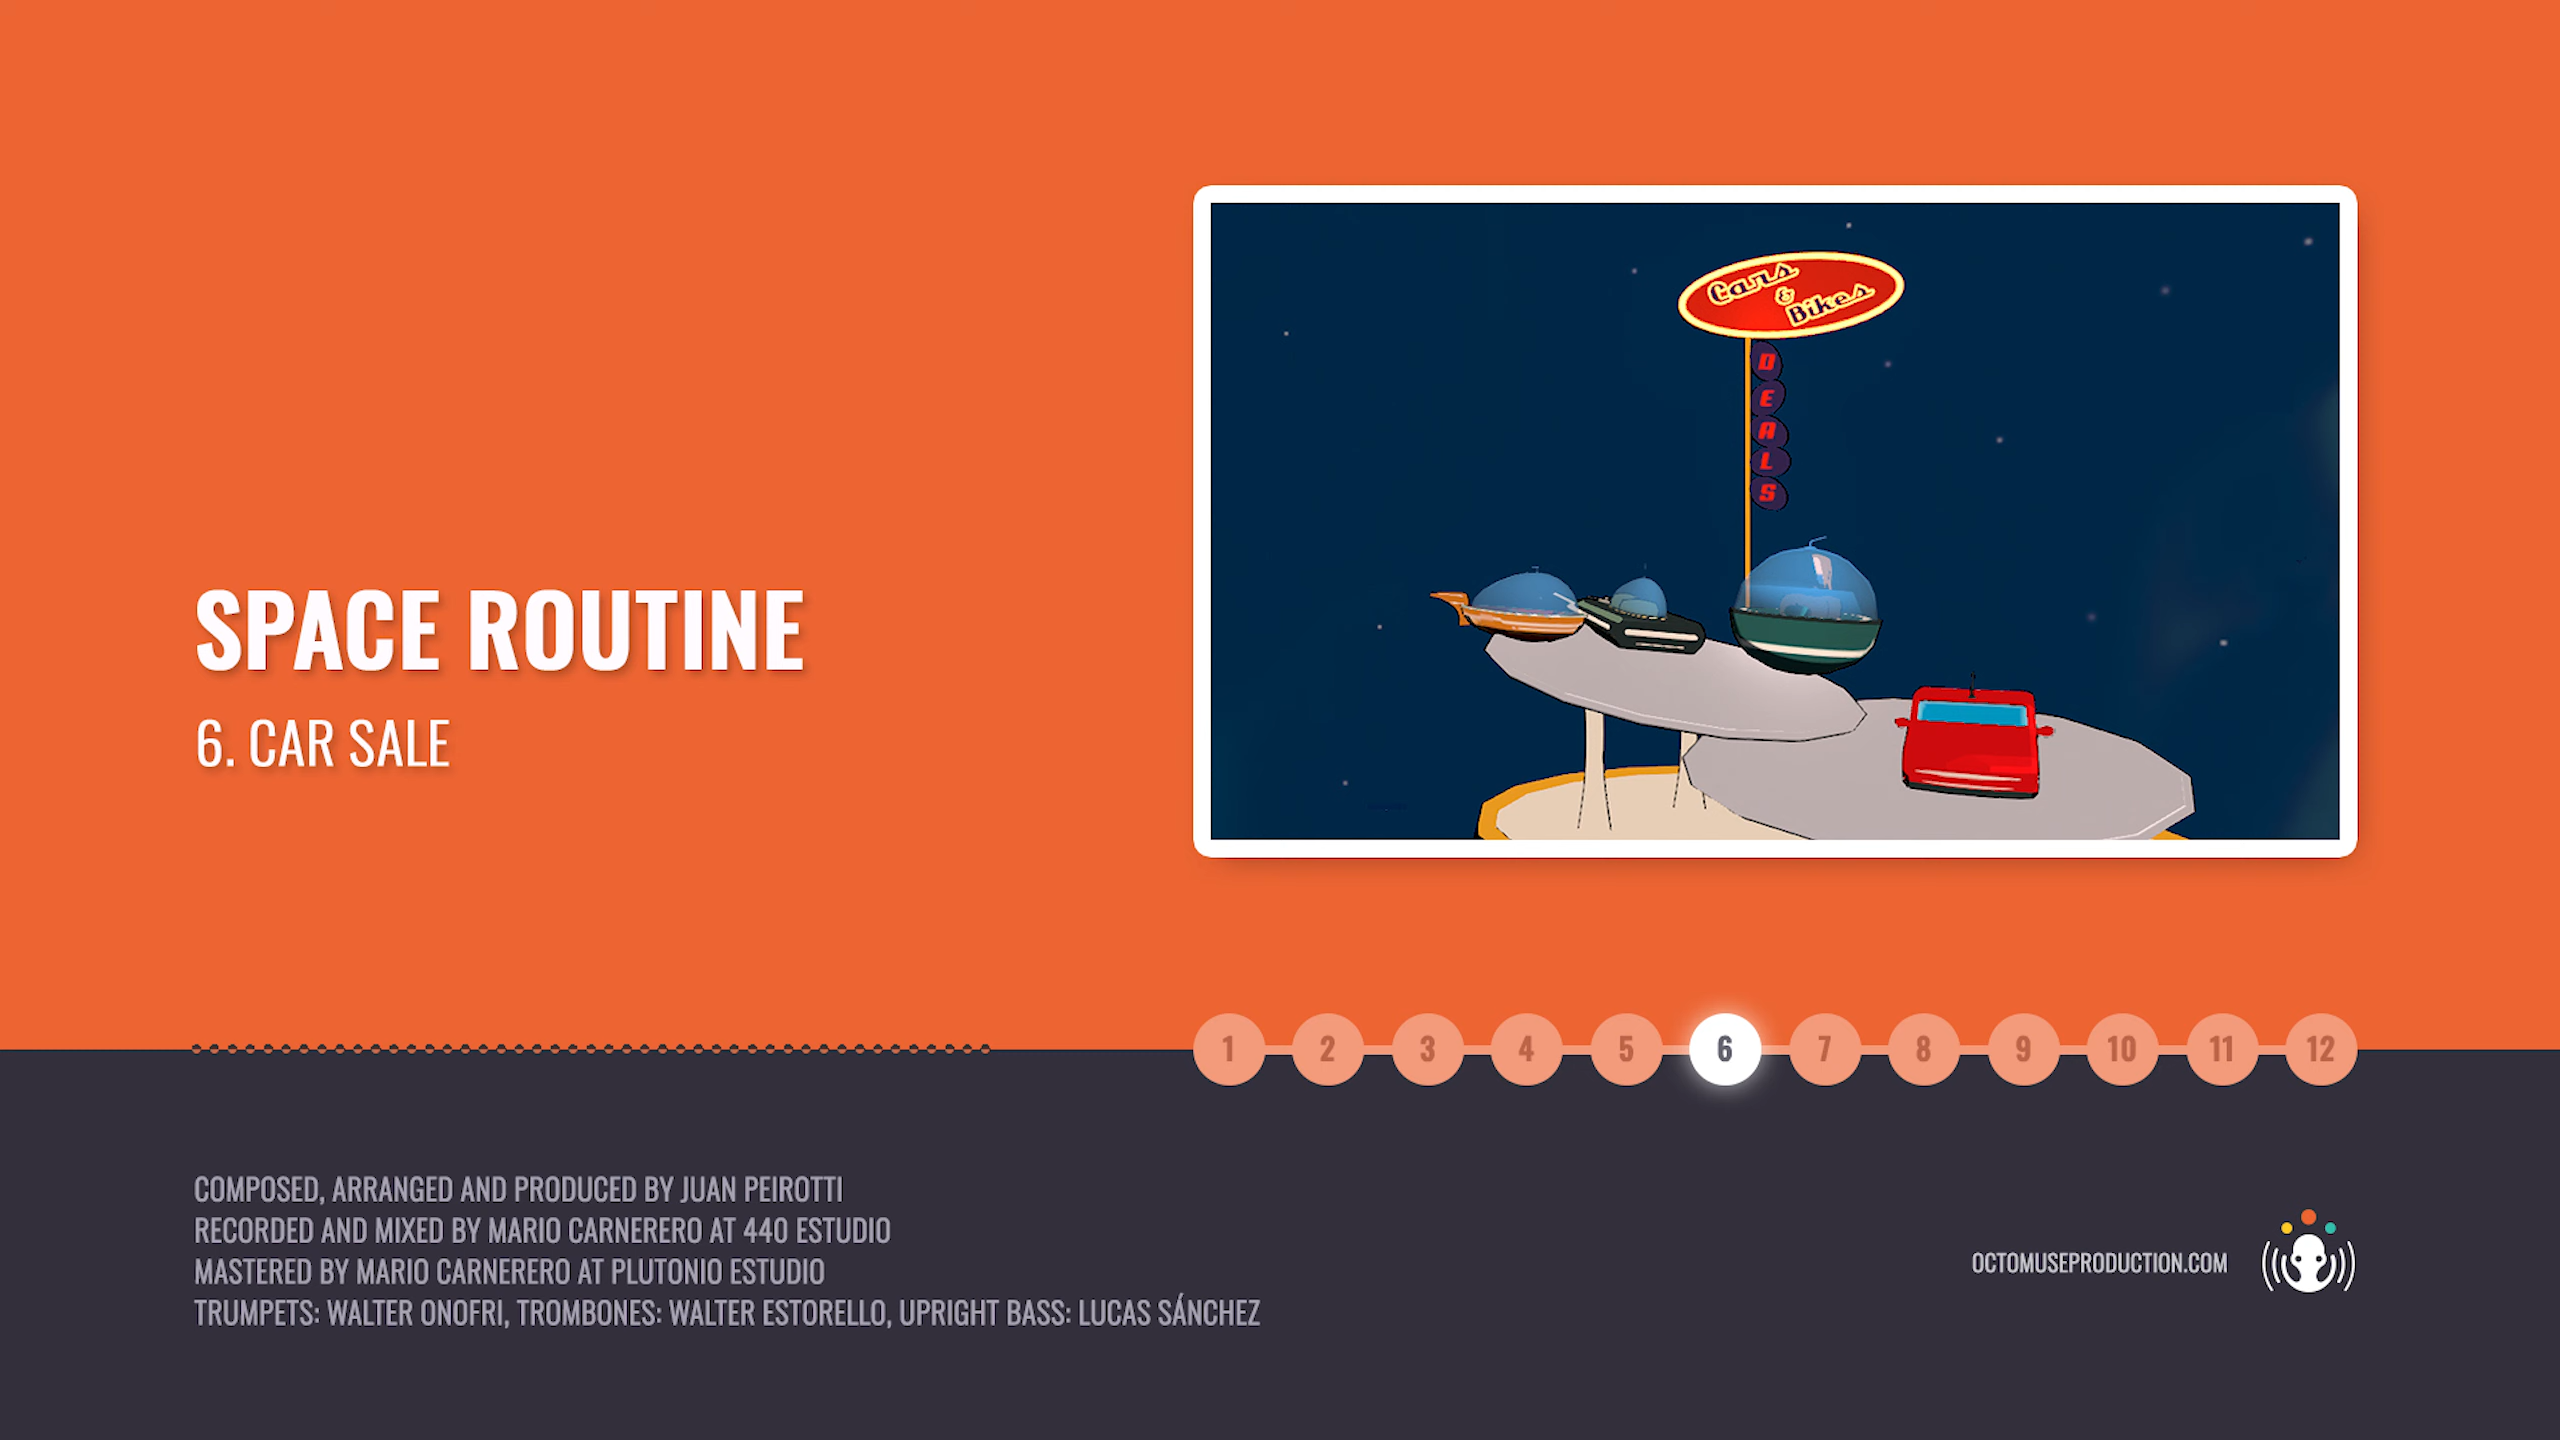 SPACE ROUTINE
6. CAR SALE
Cars
&
Bikes
D
E
A
L
S
1 2 3 4 5 6 7 8 9 10 11 12
COMPOSED, ARRANGED AND PRODUCED BY JUAN PEIROTTI
RECORDED AND MIXED BY MARIO CARNERERO AT 440 ESTUDIO
MASTERED BY MARIO CARNERERO AT PLUTONIO ESTUDIO
TRUMPETS: WALTER ONOFRI, TROMBONES: WALTER ESTORELLO, UPRIGHT BASS: LUCAS SÁNCHEZ
OCTOMUSEPRODUCTION.COM